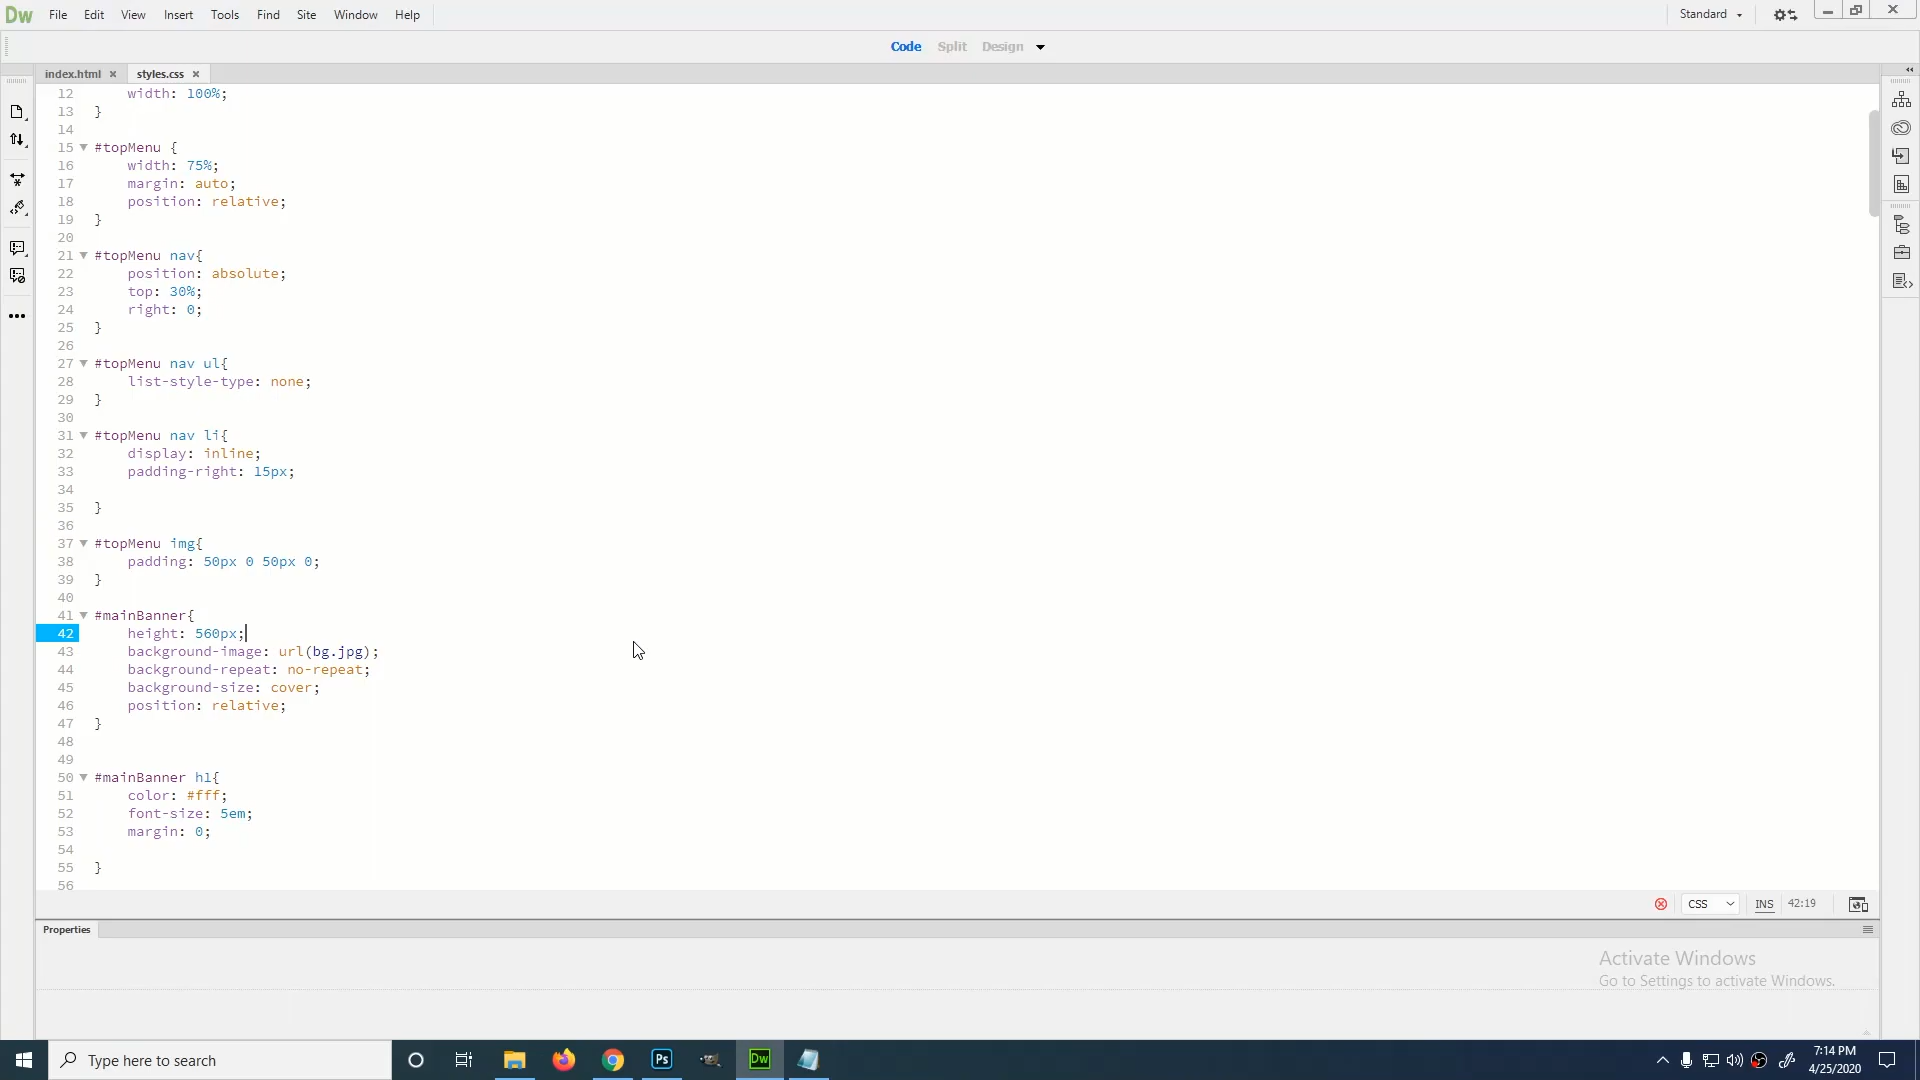 Dw File Edit View Insert Format Tools Find Site Window Help Standard
Code Split Design
index.html styles.css
12 width: 100%;
13 }
14
15 #topMenu {
16 width: 75%;
17 margin: auto;
18 position: relative;
19 }
20
21 #topMenu nav{
22 position: absolute;
23 top: 30%;
24 right: 0;
25 }
26
27 #topMenu nav ul{
28 list-style-type: none;
29 }
30
31 #topMenu nav li{
32 display: inline;
33 padding-right: 15px;
34
35 }
36
37 #topMenu img{
38 padding: 50px 0 50px 0;
39 }
40
41 #mainBanner{
42 height: 560px;
43 background-image: url(bg.jpg);
44 background-repeat: no-repeat;
45 background-size: cover;
46 position: relative;
47 }
48
49
50 #mainBanner h1{
51 color: #fff;
52 font-size: 5em;
53 margin: 0;
54
55 }
56
CSS INS 42:19
Properties
Activate Windows
Go to Settings to activate Windows.
Type here to search Ps Dw 7:14 PM
4/25/2020